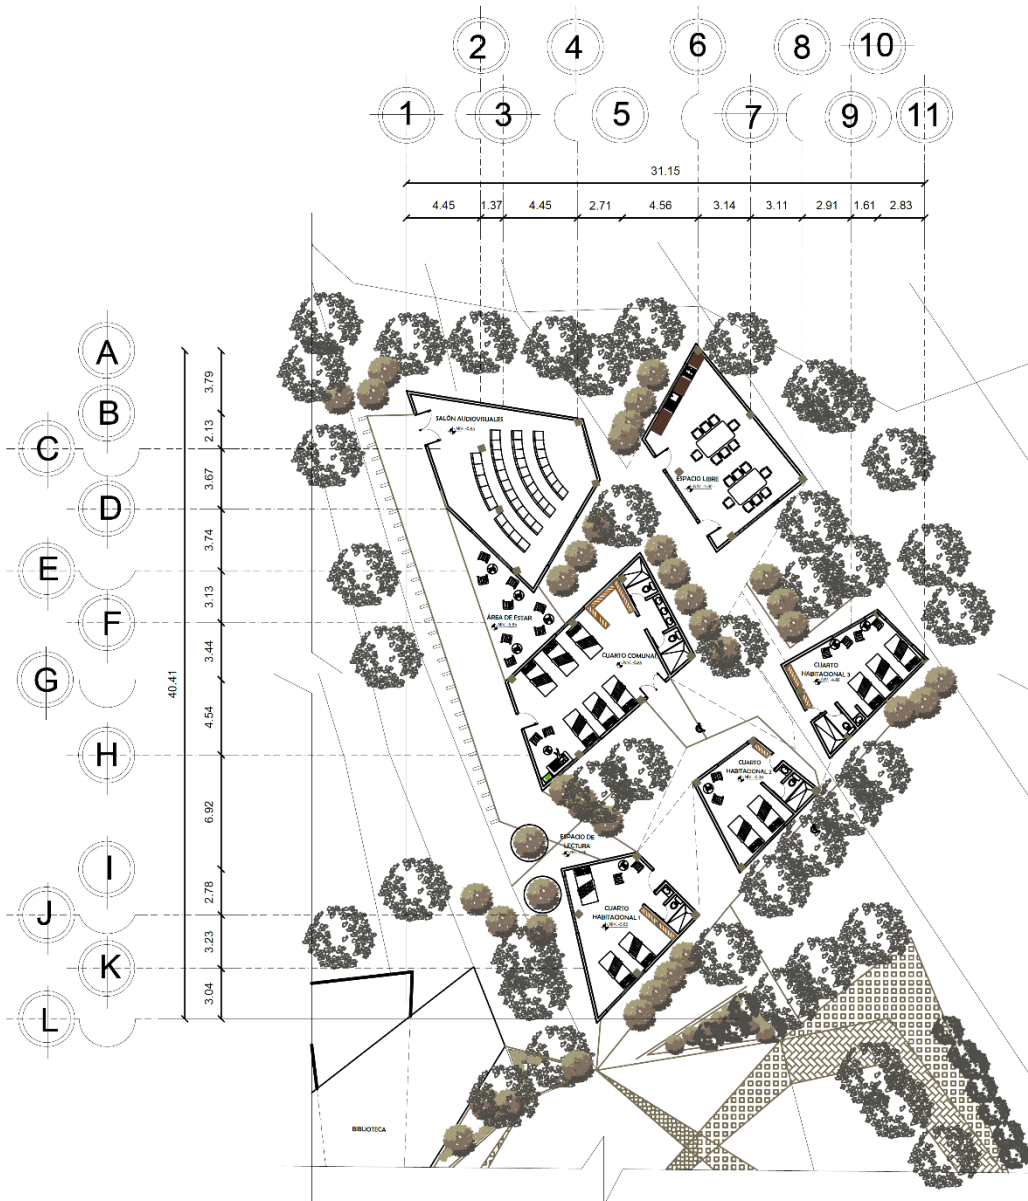 2 4 6 8 10
1 3 5 7 9 11
31.15
4.45 1.37 4.45 2.71 4.56 3.14 3.11 2.91 1.61 2.83
A
B
C
D
E
F
G
H
I
J
K
L
40.41
3.79
2.13
3.67
3.74
3.13
3.44
4.54
6.92
2.78
3.23
3.04
SALÓN AUDIOVISUALES
ESPACIO LIBRE
ÁREA DE ESTAR
CUARTO COMUNAL
CUARTO
HABITACIONAL 3
CUARTO
HABITACIONAL 2
ESPACIO DE
LECTURA
CUARTO
HABITACIONAL 1
BIBLIOTECA